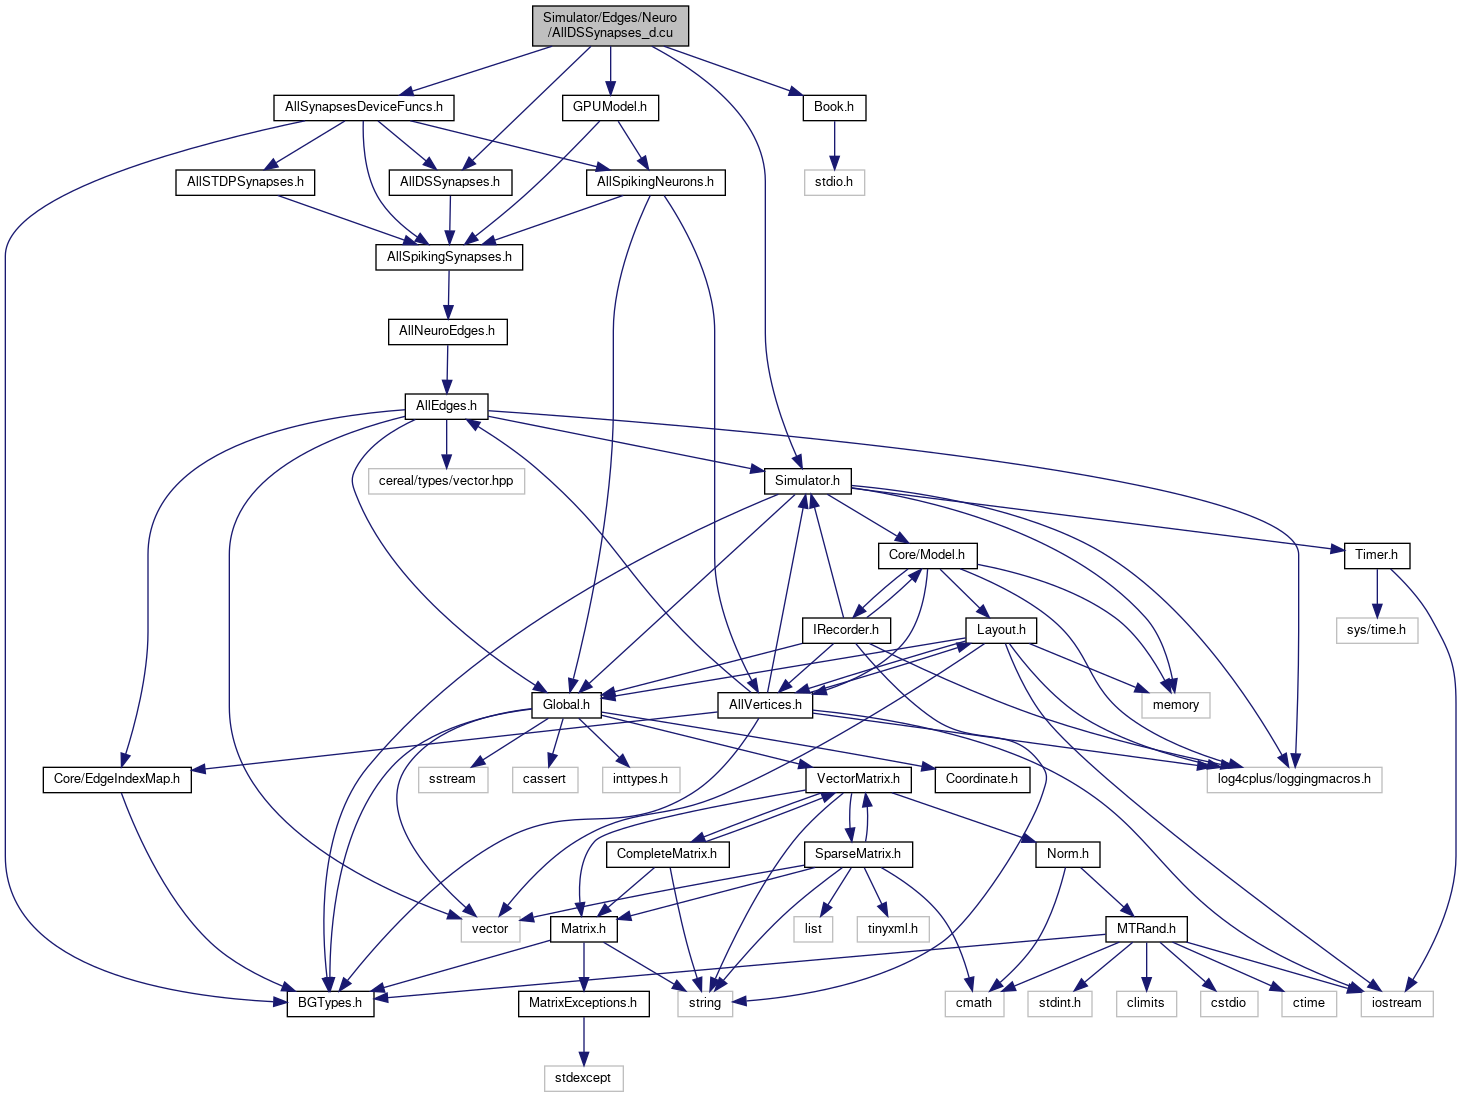 Simulator/Edges/Neuro
/AllDSSynapses_d.cu
AllSynapsesDeviceFuncs.h
GPUModel.h
Book.h
AllSTDPSynapses.h
AllDSSynapses.h
AllSpikingNeurons.h
stdio.h
AllSpikingSynapses.h
AllNeuroEdges.h
AllEdges.h
cereal/types/vector.hpp
Simulator.h
Core/Model.h
Timer.h
IRecorder.h
Layout.h
sys/time.h
Global.h
AllVertices.h
memory
Core/EdgeIndexMap.h
sstream
cassert
inttypes.h
VectorMatrix.h
Coordinate.h
log4cplus/loggingmacros.h
CompleteMatrix.h
SparseMatrix.h
Norm.h
vector
Matrix.h
list
tinyxml.h
MTRand.h
BGTypes.h
MatrixExceptions.h
string
cmath
stdint.h
climits
cstdio
ctime
iostream
stdexcept